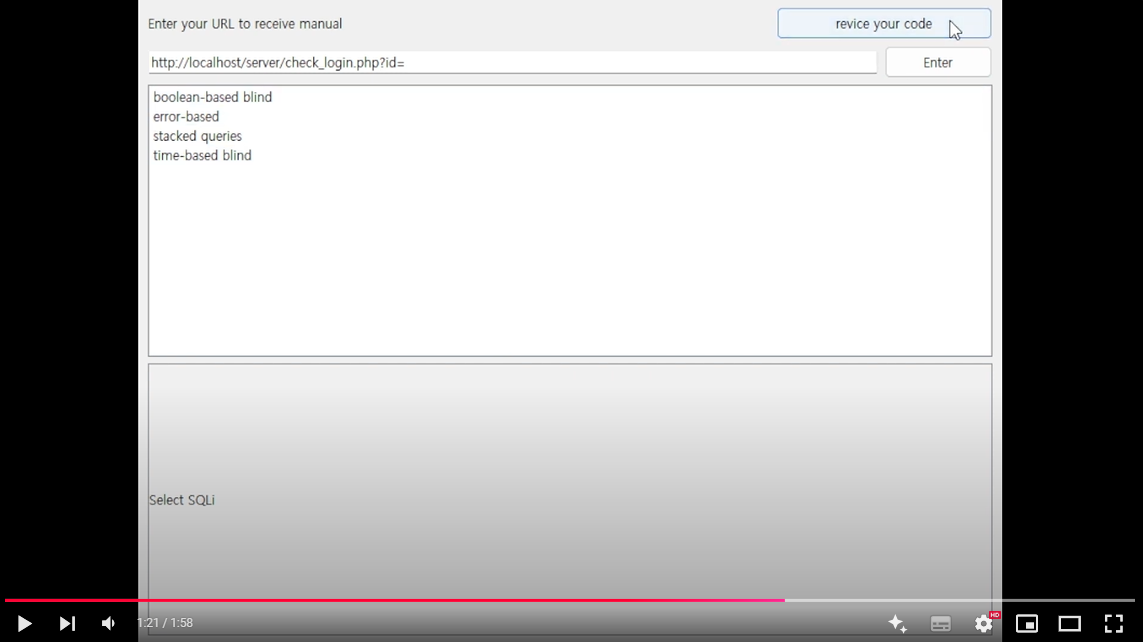 Enter your URL to receive manual
revice your code
http://localhost/server/check_login.php?id=
Enter
boolean-based blind
error-based
stacked queries
time-based blind
Select SQLi
1:21 / 1:58
HD